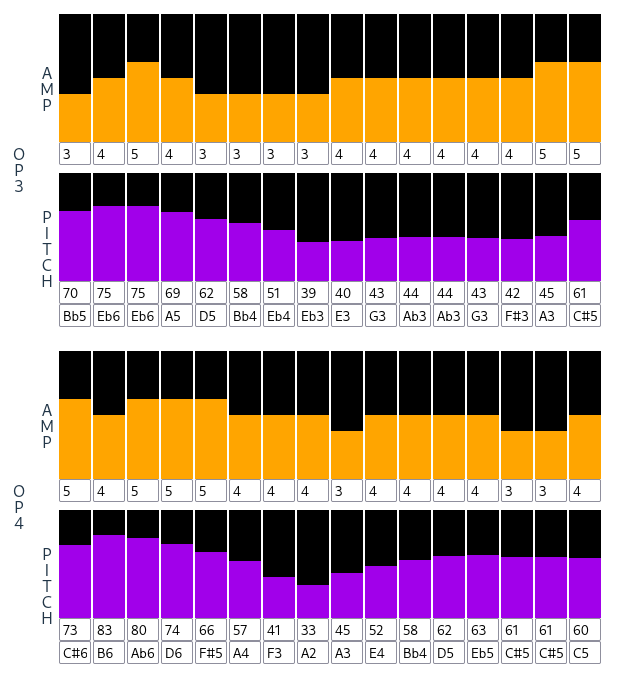 OP3
AMP
3 4 5 4 3 3 3 3 4 4 4 4 4 4 5 5
PITCH
70 75 75 69 62 58 51 39 40 43 44 44 43 42 45 61
Bb5 Eb6 Eb6 A5 D5 Bb4 Eb4 Eb3 E3 G3 Ab3 Ab3 G3 F#3 A3 C#5
OP4
AMP
5 4 5 5 5 4 4 4 3 4 4 4 4 3 3 4
PITCH
73 83 80 74 66 57 41 33 45 52 58 62 63 61 61 60
C#6 B6 Ab6 D6 F#5 A4 F3 A2 A3 E4 Bb4 D5 Eb5 C#5 C#5 C5